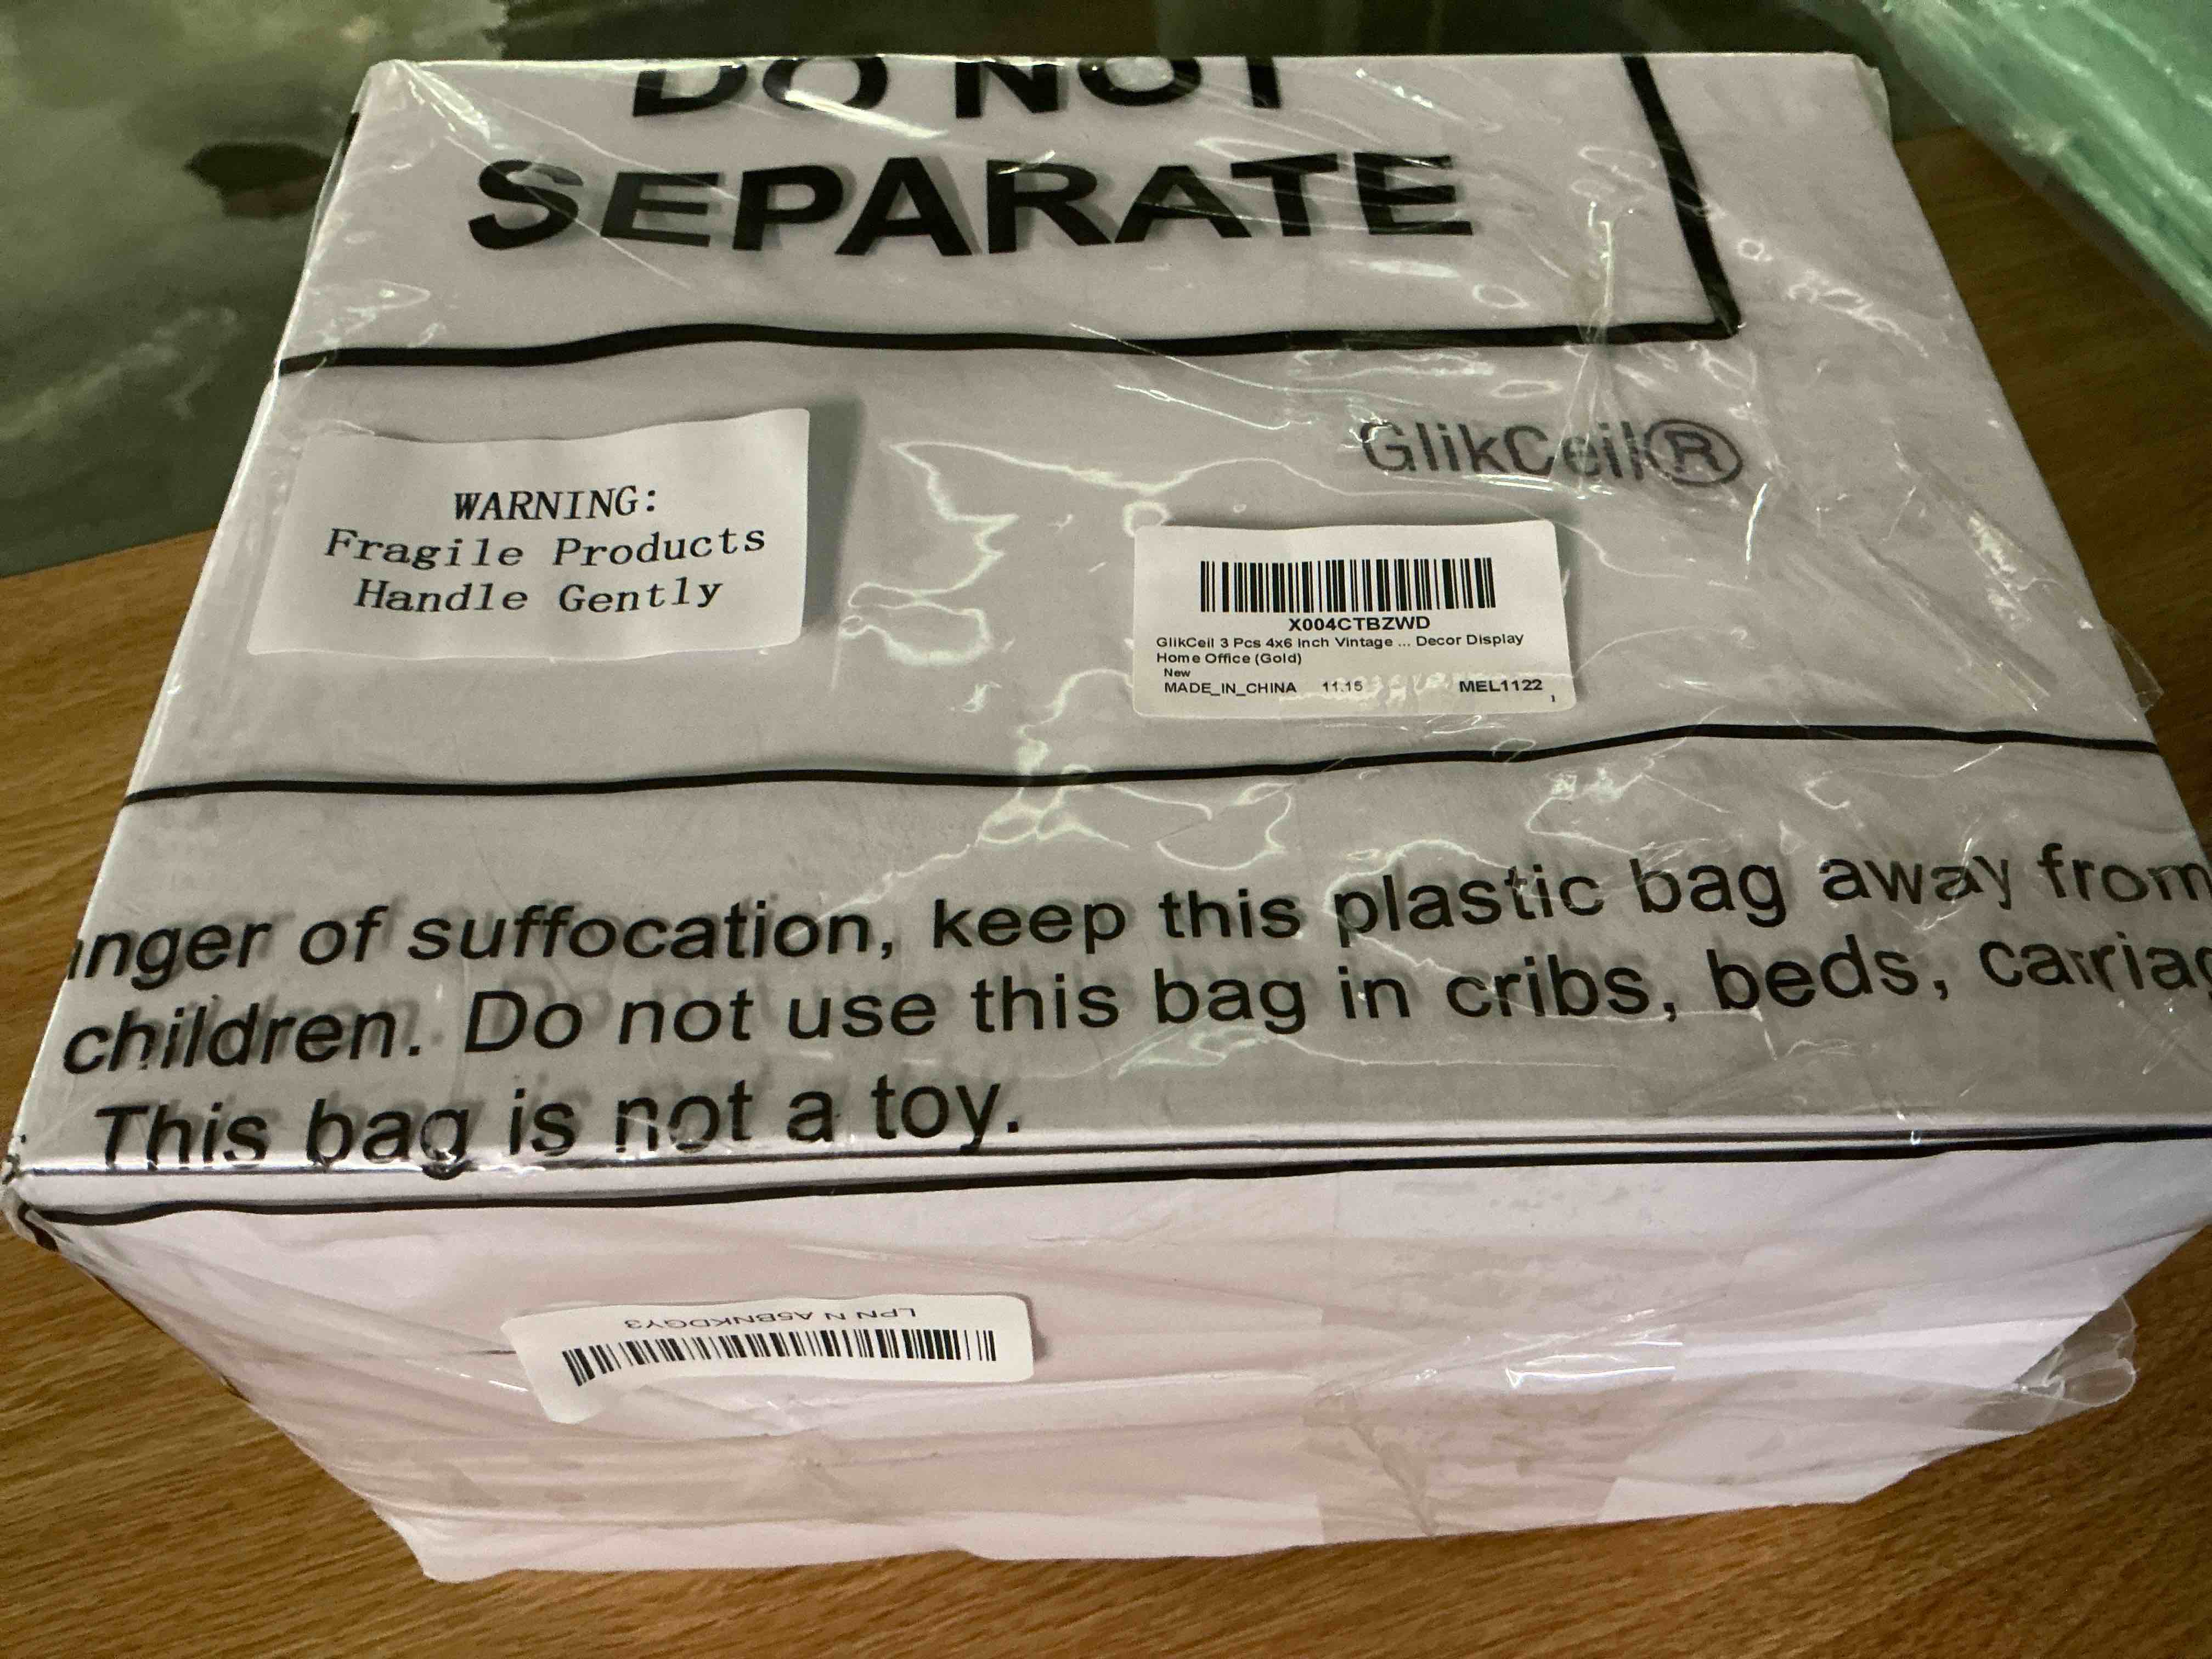 DO NOT
SEPARATE
GlikCeil®
WARNING:
Fragile Products
Handle Gently
X004CTBZWD
GlikCeil 3 Pcs 4x6 Inch Vintage ... Decor Display
Home Office (Gold)
New
MADE_IN_CHINA 11.15 MEL1122
1
anger of suffocation, keep this plastic bag away from
children. Do not use this bag in cribs, beds, carriag
This bag is not a toy.
LPN N A5BNKDGY3